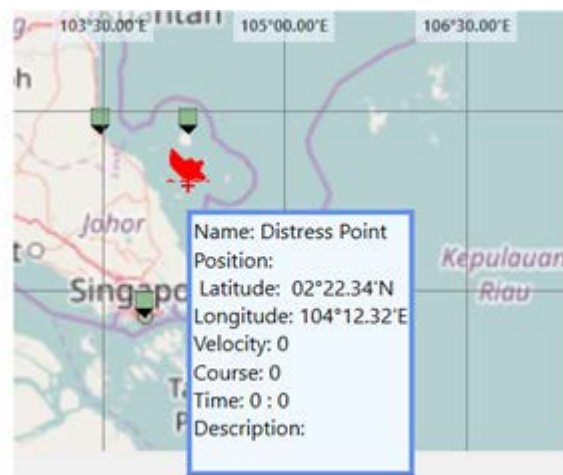 103°30.00'E 105°00.00'E 106°30.00'E
Johor
Singapo
Kepulauan
Riau
Name: Distress Point
Position:
Latitude: 02°22.34'N
Longitude: 104°12.32'E
Velocity: 0
Course: 0
Time: 0 : 0
Description: